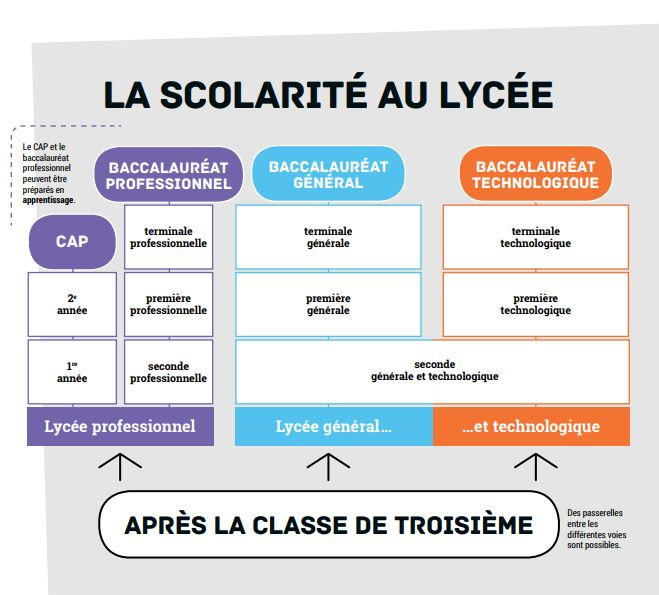 LA SCOLARITÉ AU LYCÉE
Le CAP et le
baccalauréat
professionnel
peuvent être
préparés en
apprentissage.
BACCALAURÉAT
PROFESSIONNEL
BACCALAURÉAT
GÉNÉRAL
BACCALAURÉAT
TECHNOLOGIQUE
CAP
terminale
professionnelle
terminale
générale
terminale
technologique
2e
année
première
professionnelle
première
générale
première
technologique
1re
année
seconde
professionnelle
seconde
générale et technologique
Lycée professionnel
Lycée général...
...et technologique
APRÈS LA CLASSE DE TROISIÈME
Des passerelles
entre les
différentes voies
sont possibles.